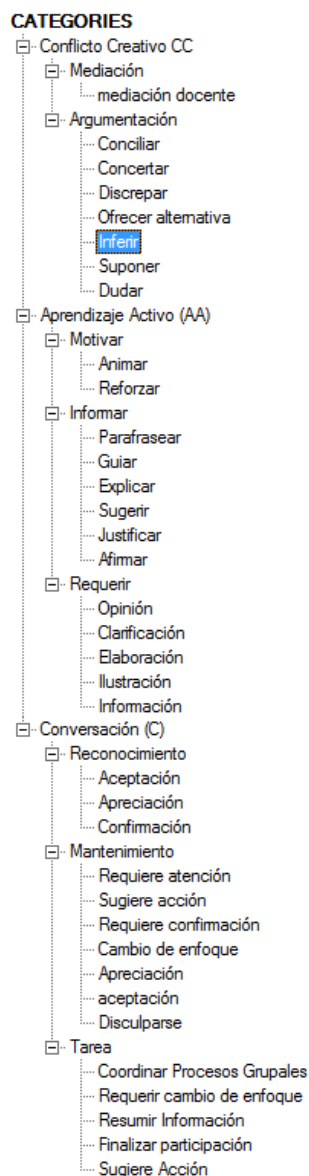 CATEGORIES
Conflicto Creativo CC
Mediación
mediación docente
Argumentación
Conciliar
Concertar
Discrepar
Ofrecer alternativa
Inferir
Suponer
Dudar
Aprendizaje Activo (AA)
Motivar
Animar
Reforzar
Informar
Parafrasear
Guiar
Explicar
Sugerir
Justificar
Afirmar
Requerir
Opinión
Clarificación
Elaboración
Ilustración
Información
Conversación (C)
Reconocimiento
Aceptación
Apreciación
Confirmación
Mantenimiento
Requiere atención
Sugiere acción
Requiere confirmación
Cambio de enfoque
Apreciación
aceptación
Disculparse
Tarea
Coordinar Procesos Grupales
Requerir cambio de enfoque
Resumir Información
Finalizar participación
Sugiere Acción